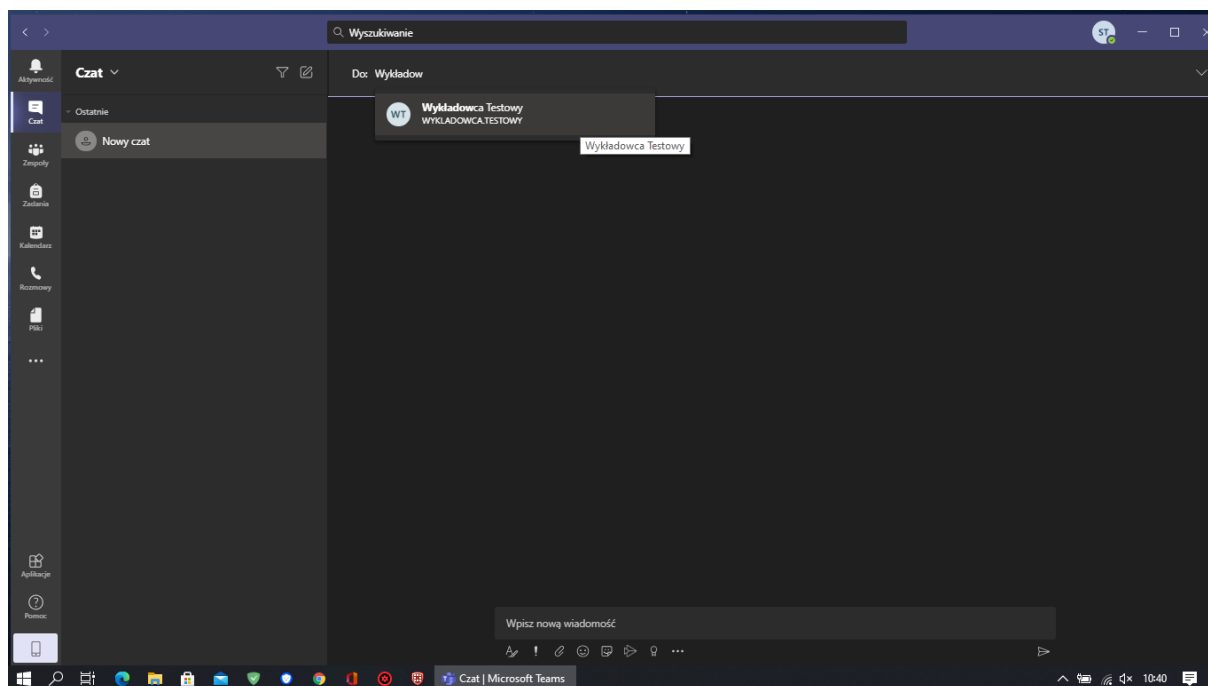 Wyszukiwanie
ST
Aktywność
Czat
Do: Wykładow
Czat
Ostatnie
Nowy czat
WT
Wykładowca Testowy
WYKLADOWCA.TESTOWY
Wykładowca Testowy
Zespoły
Zadania
Kalendarz
Rozmowy
Pliki
Aplikacje
Pomoc
Wpisz nową wiadomość
Czat | Microsoft Teams
10:40